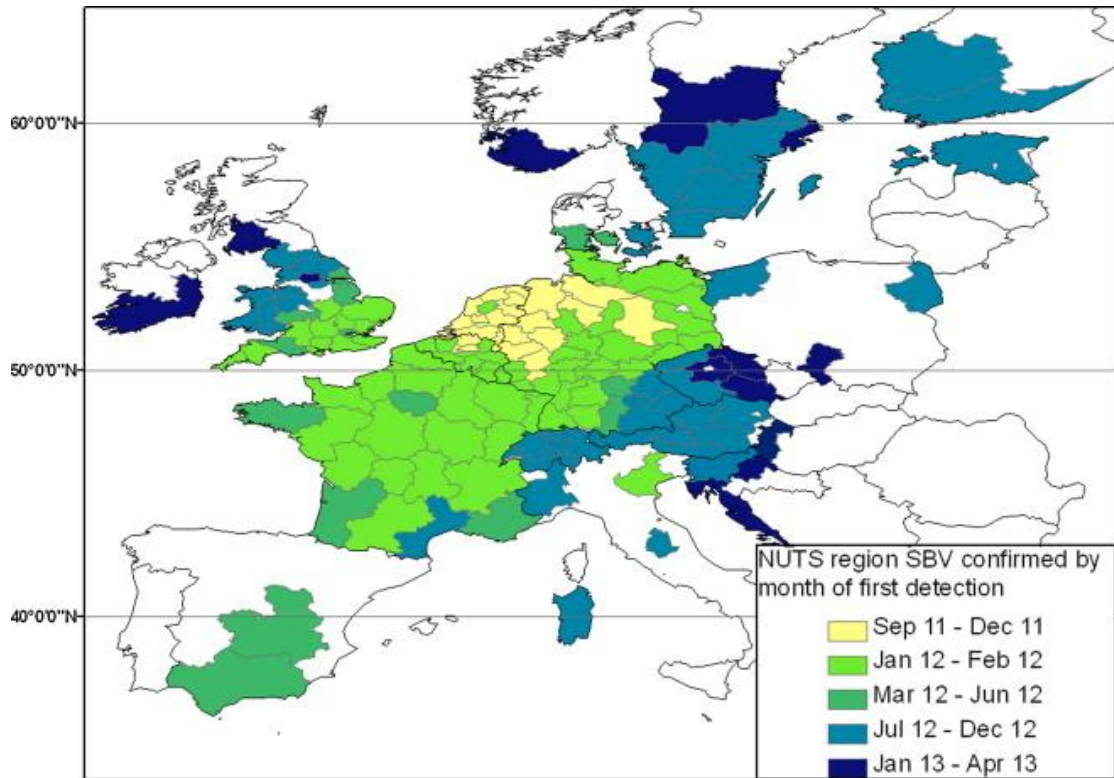 60°0'0"N
50°0'0"N
40°0'0"N
NUTS region SBV confirmed by
month of first detection
Sep 11 - Dec 11
Jan 12 - Feb 12
Mar 12 - Jun 12
Jul 12 - Dec 12
Jan 13 - Apr 13